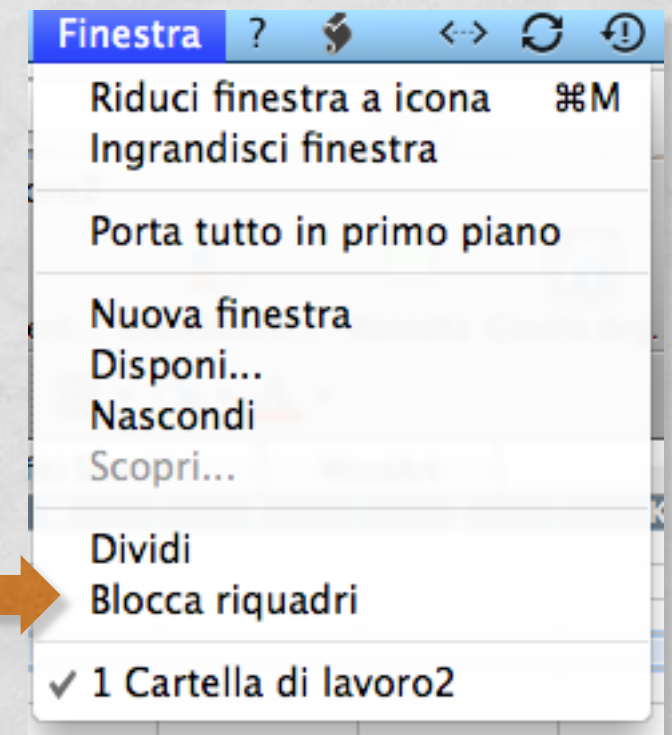 Finestra ?
Riduci finestra a icona ⌘M
Ingrandisci finestra
Porta tutto in primo piano
Nuova finestra
Disponi...
Nascondi
Scopri...
WordArt
Dividi
Blocca riquadri
✓ 1 Cartella di lavoro2